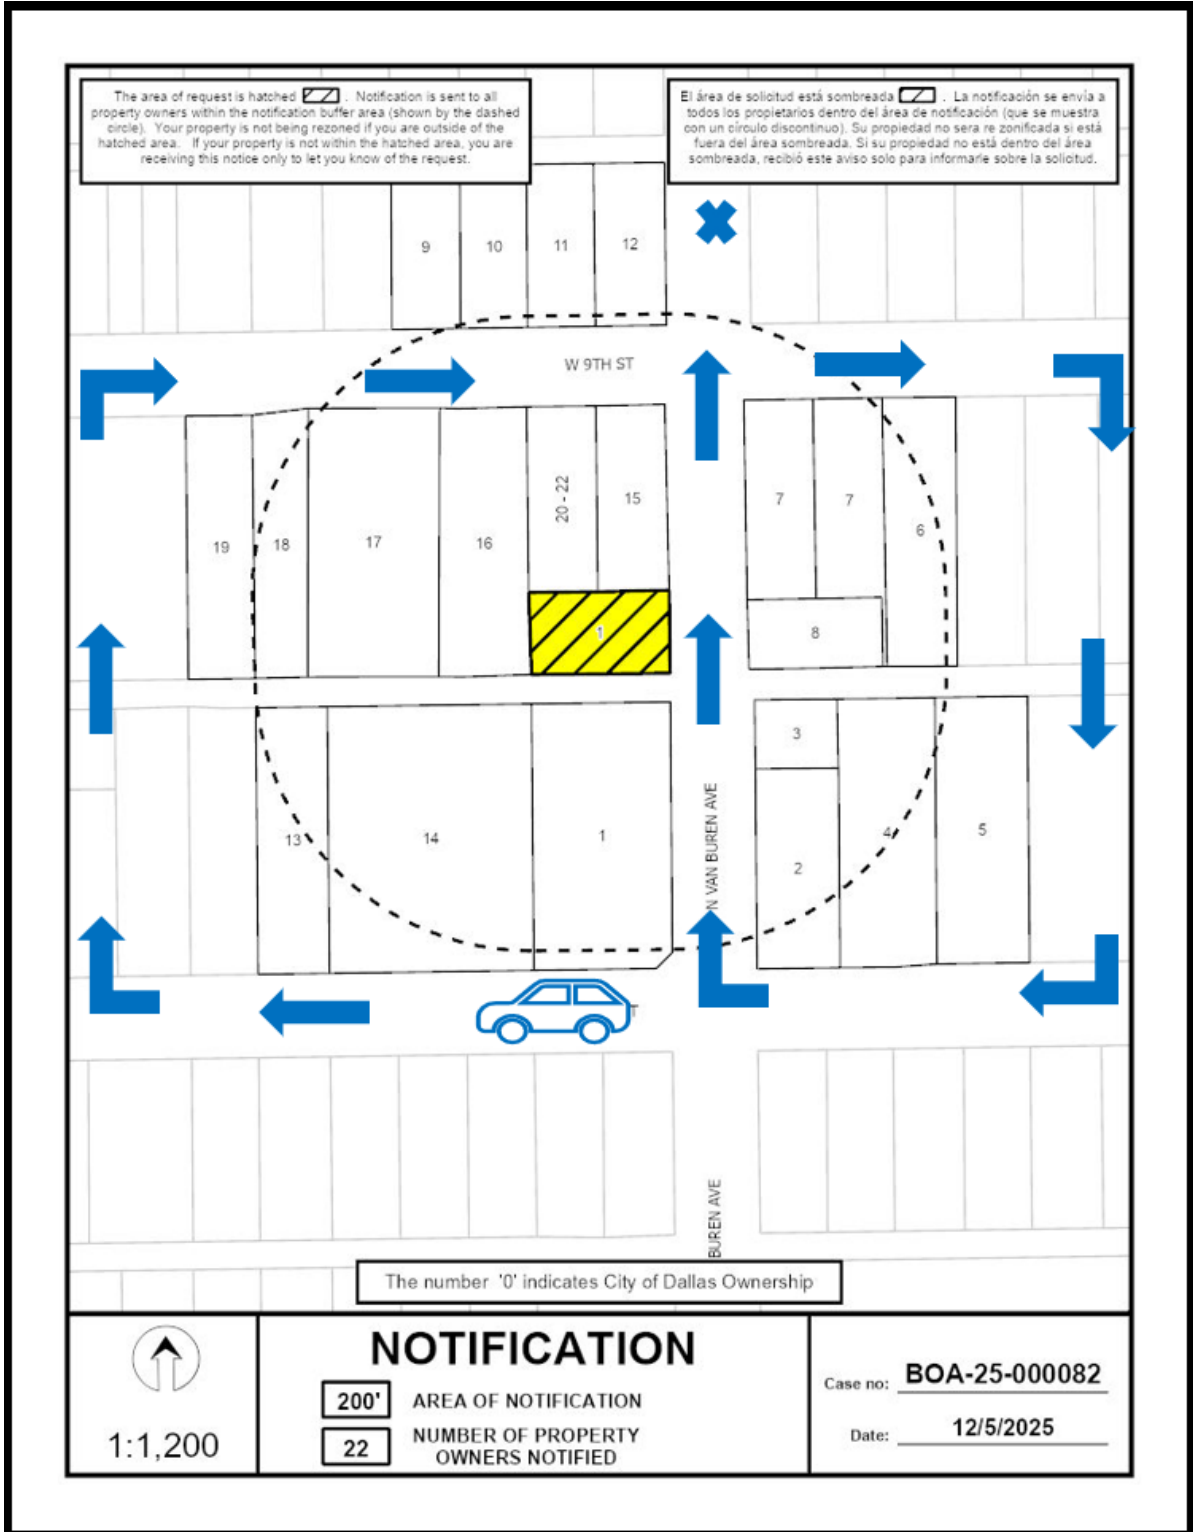 The area of request is hatched . Notification is sent to all
property owners within the notification buffer area (shown by the dashed
circle). Your property is not being rezoned if you are outside of the
hatched area. If your property is not within the hatched area, you are
receiving this notice only to let you know of the request.
El área de solicitud está sombreada . La notificación se envía a
todos los propietarios dentro del área de notificación (que se muestra
con un círculo discontinuo). Su propiedad no sera re zonificada si está
fuera del área sombreada. Si su propiedad no está dentro del área
sombreada, recibió este aviso solo para informarle sobre la solicitud.
9
10
11
12
W 9TH ST
19
18
17
16
20 - 22
15
1
7
7
6
8
13
14
1
3
2
4
5
N VAN BUREN AVE
T
BUREN AVE
The number '0' indicates City of Dallas Ownership
1:1,200
NOTIFICATION
200' AREA OF NOTIFICATION
22 NUMBER OF PROPERTY
OWNERS NOTIFIED
Case no: BOA-25-000082
Date: 12/5/2025